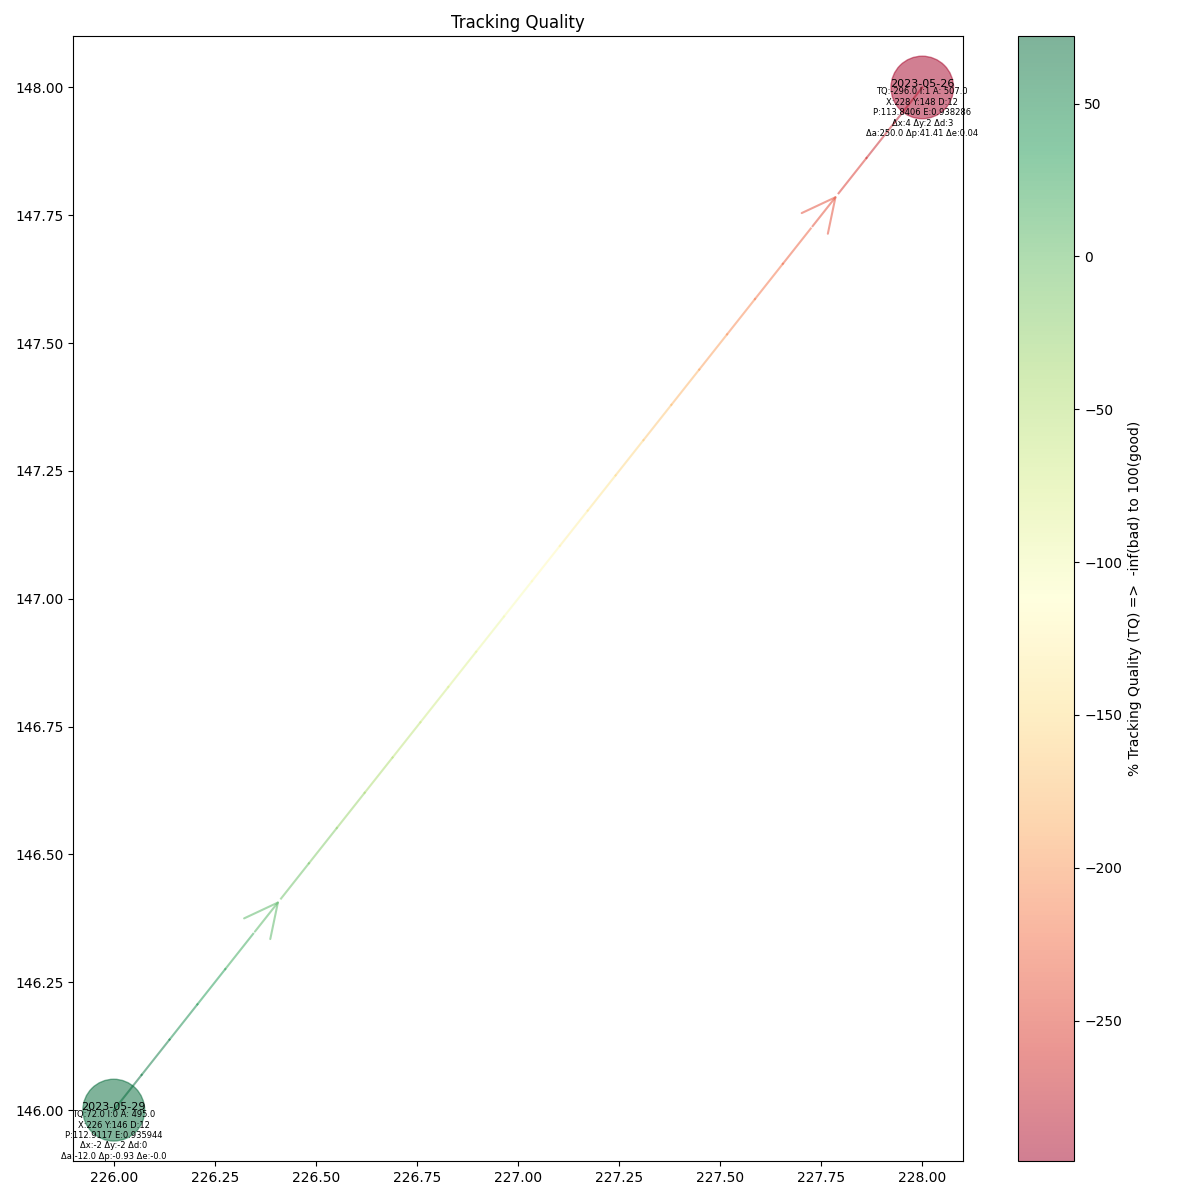 Tracking Quality
148.00
147.75
147.50
147.25
147.00
146.75
146.50
146.25
146.00
226.00 226.25 226.50 226.75 227.00 227.25 227.50 227.75 228.00
2023-05-26
TQ:-296.0 I:1 A: 507.0
X:228 Y:148 D:12
P:113.8406 E:0.938286
Δx:4 Δy:2 Δd:3
Δa:250.0 Δp:41.41 Δe:0.04
2023-05-29
TQ:72.0 I:0 A: 495.0
X:226 Y:146 D:12
P:112.9117 E:0.935944
Δx:-2 Δy:-2 Δd:0
Δa:-12.0 Δp:-0.93 Δe:-0.0
50
0
−50
−100
−150
−200
−250
% Tracking Quality (TQ) => -inf(bad) to 100(good)